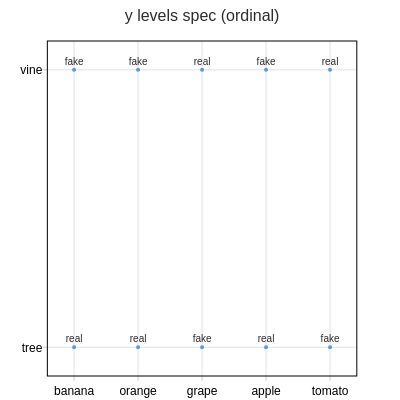 y levels spec (ordinal)
vine
fake fake real fake real
tree
real real fake real fake
banana orange grape apple tomato